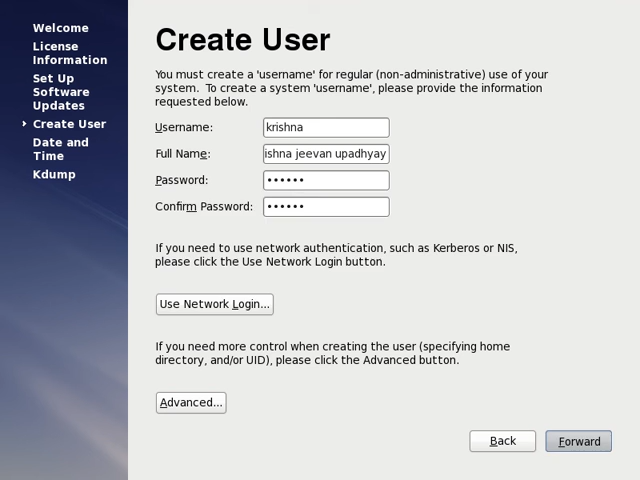 Welcome
License
Information
Set Up
Software
Updates
Create User
Date and
Time
Kdump
Create User
You must create a 'username' for regular (non-administrative) use of your
system.  To create a system 'username', please provide the information
requested below.
Username: krishna
Full Name: ishna jeevan upadhyay
Password: ••••••
Confirm Password: ••••••
If you need to use network authentication, such as Kerberos or NIS,
please click the Use Network Login button.
Use Network Login...
If you need more control when creating the user (specifying home
directory, and/or UID), please click the Advanced button.
Advanced...
Back Forward